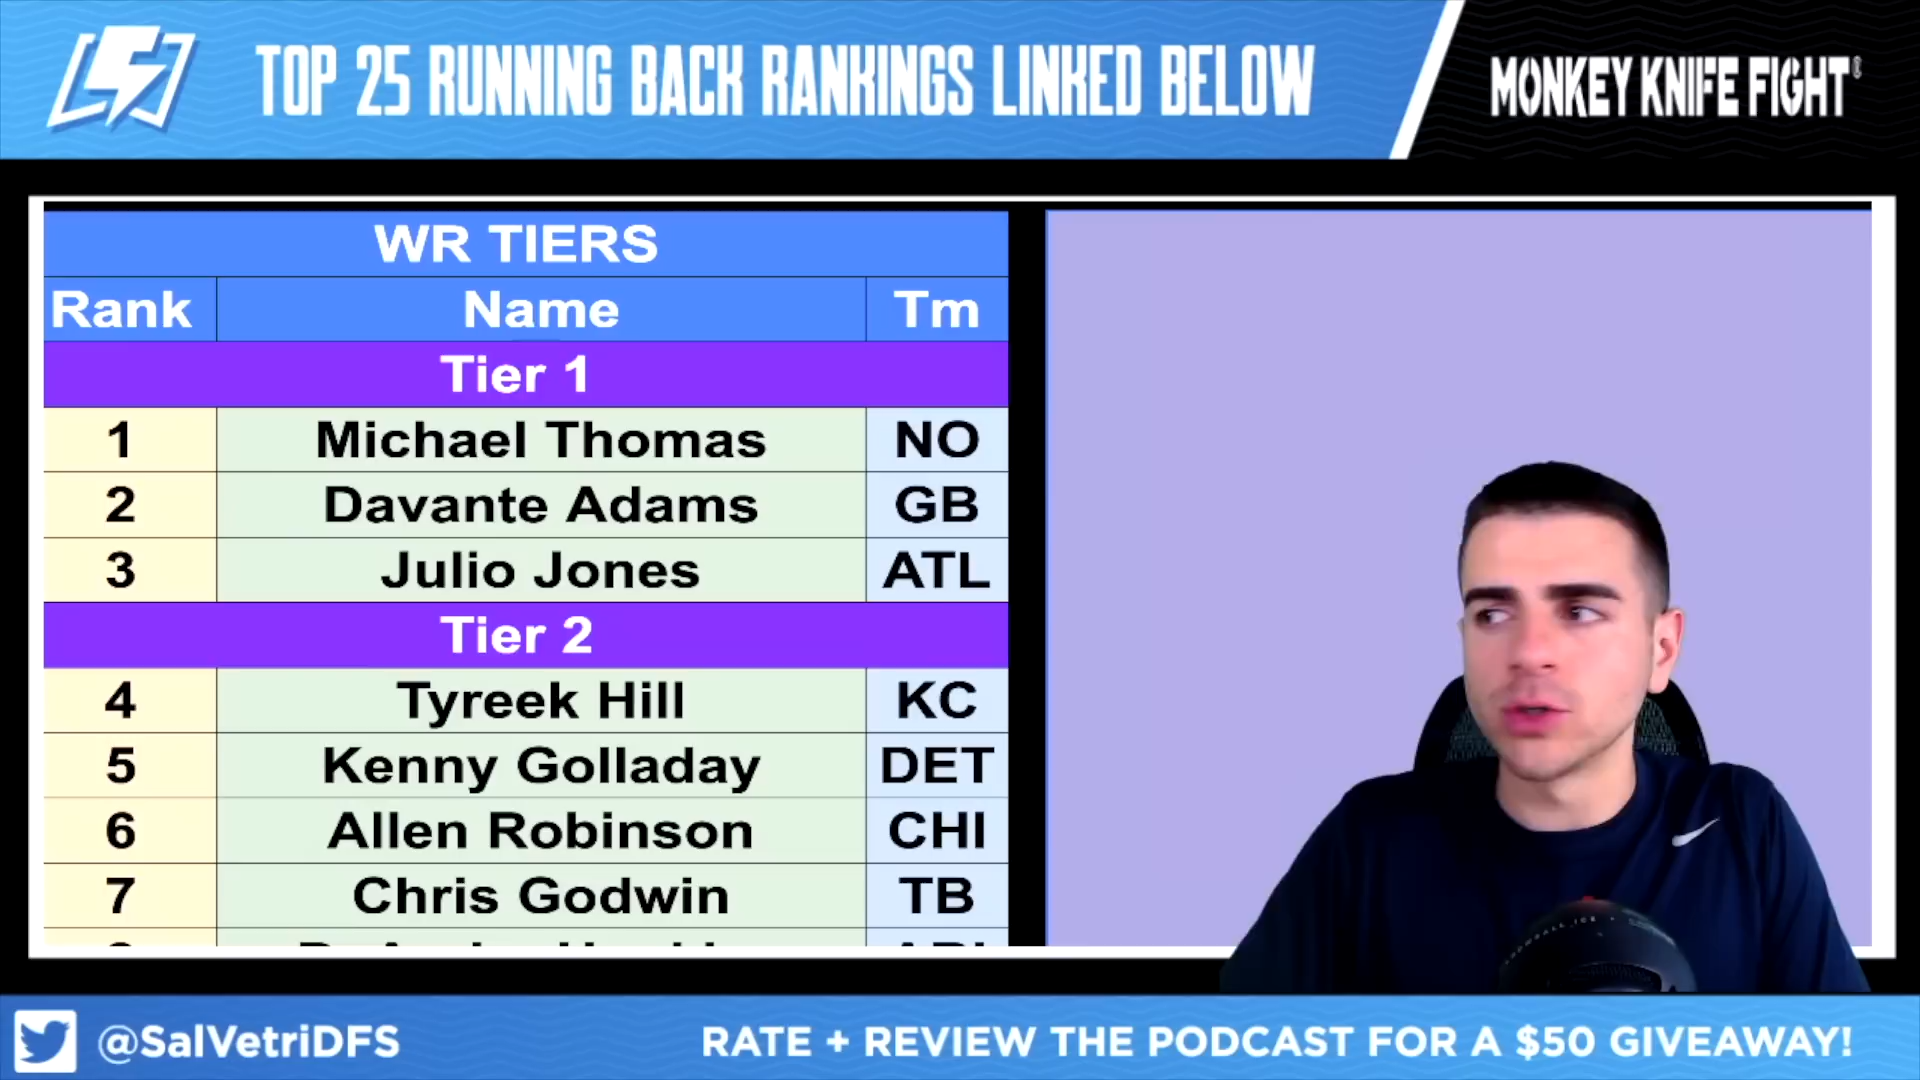 TOP 25 RUNNING BACK RANKINGS LINKED BELOW
MONKEY KNIFE FIGHT
WR TIERS
Rank Name Tm
Tier 1
1 Michael Thomas NO
2 Davante Adams GB
3 Julio Jones ATL
Tier 2
4 Tyreek Hill KC
5 Kenny Golladay DET
6 Allen Robinson CHI
7 Chris Godwin TB
@SalVetriDFS
RATE + REVIEW THE PODCAST FOR A $50 GIVEAWAY!